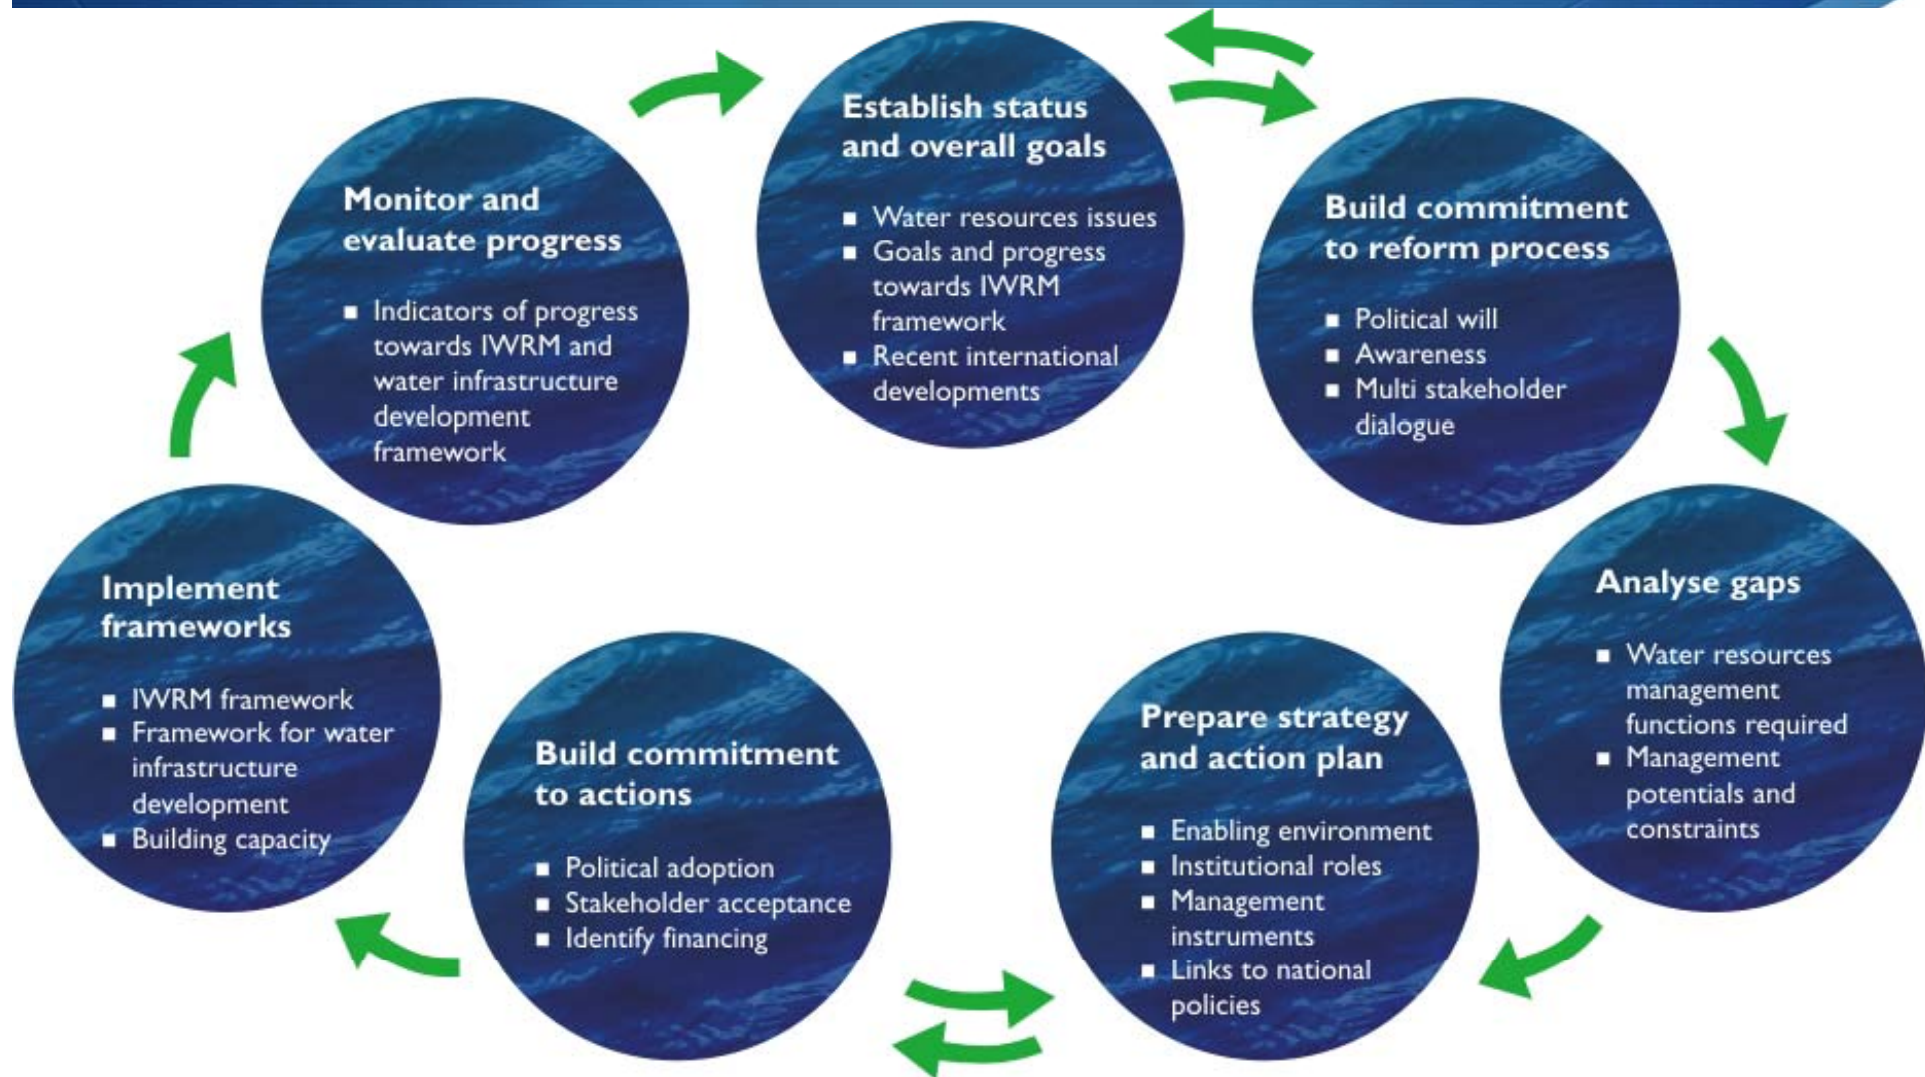 Establish status
and overall goals
■ Water resources issues
■ Goals and progress
towards IWRM
framework
■ Recent international
developments
Build commitment
to reform process
■ Political will
■ Awareness
■ Multi stakeholder
dialogue
Analyse gaps
■ Water resources
management
functions required
■ Management
potentials and
constraints
Prepare strategy
and action plan
■ Enabling environment
■ Institutional roles
■ Management
instruments
■ Links to national
policies
Build commitment
to actions
■ Political adoption
■ Stakeholder acceptance
■ Identify financing
Implement
frameworks
■ IWRM framework
■ Framework for water
infrastructure
development
■ Building capacity
Monitor and
evaluate progress
■ Indicators of progress
towards IWRM and
water infrastructure
development
framework